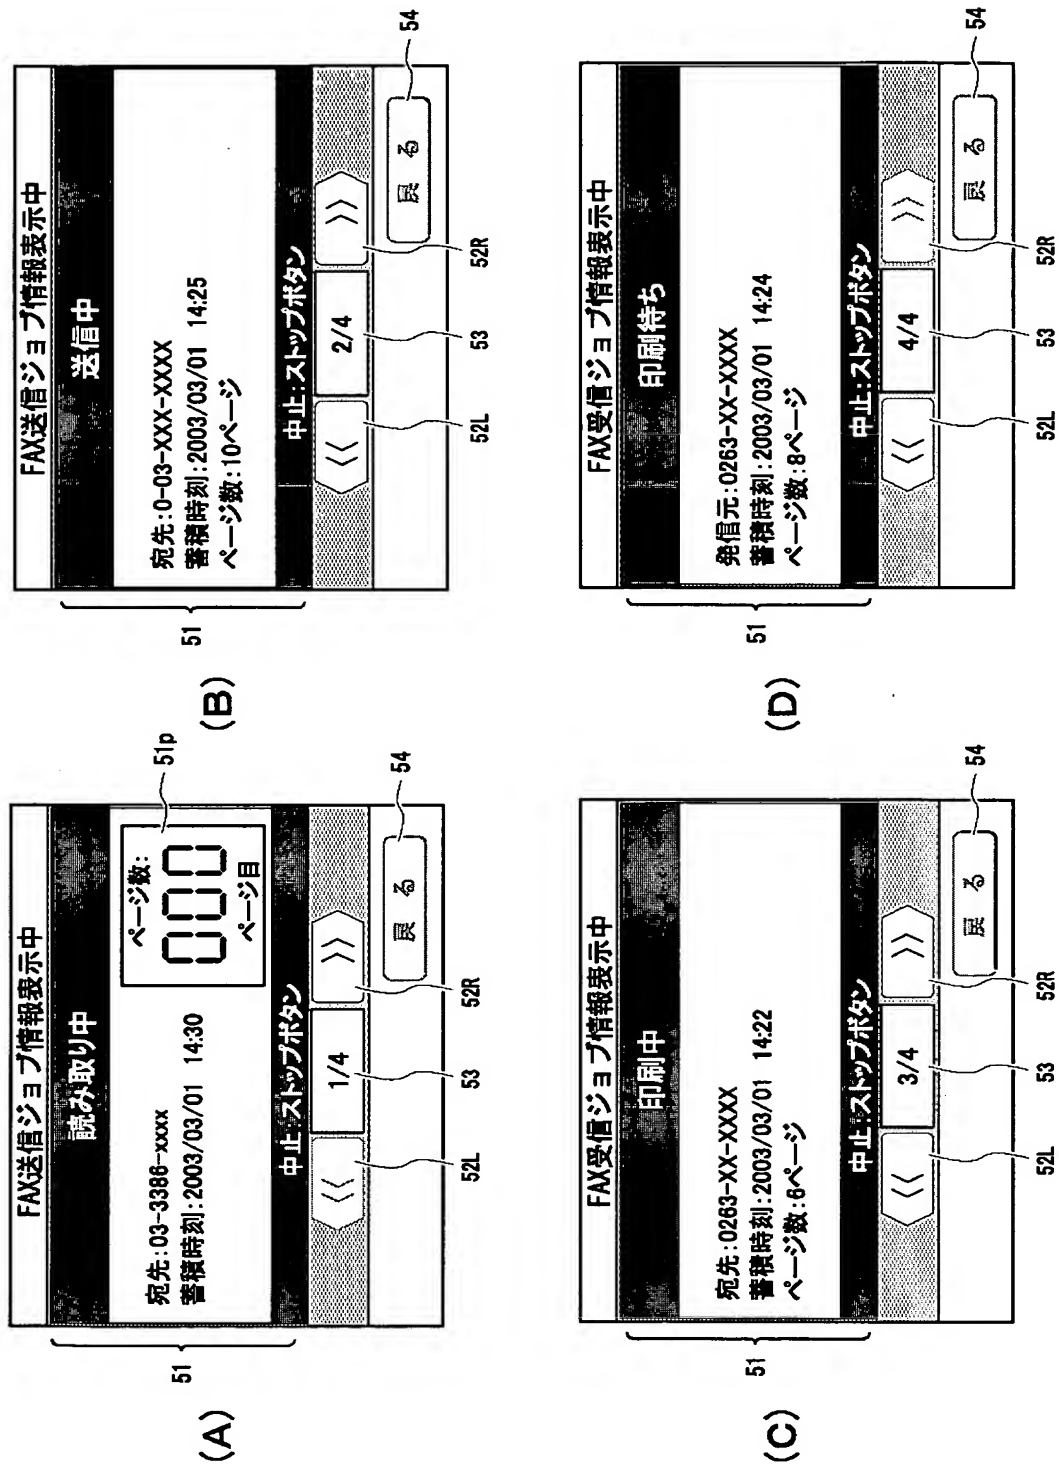 (A)
FAX送信ジョブ情報表示中
読み取り中
宛先:03-3386-xxxx
蓄積時刻:2003/03/01 14:30
ページ数:
000
ページ目
中止:ストップボタン
<< 1/4 >>
戻る
51
51p
52L
53
52R
54
(B)
FAX送信ジョブ情報表示中
送信中
宛先:0-03-XXX-XXXX
蓄積時刻:2003/03/01 14:25
ページ数:10ページ
中止:ストップボタン
<< 2/4 >>
戻る
51
52L
53
52R
54
(C)
FAX受信ジョブ情報表示中
印刷中
宛先:0263-XX-XXXX
蓄積時刻:2003/03/01 14:22
ページ数:6ページ
中止:ストップボタン
<< 3/4 >>
戻る
51
52L
53
52R
54
(D)
FAX受信ジョブ情報表示中
印刷待ち
発信元:0263-XX-XXXX
蓄積時刻:2003/03/01 14:24
ページ数:8ページ
中止:ストップボタン
<< 4/4 >>
戻る
51
52L
53
52R
54